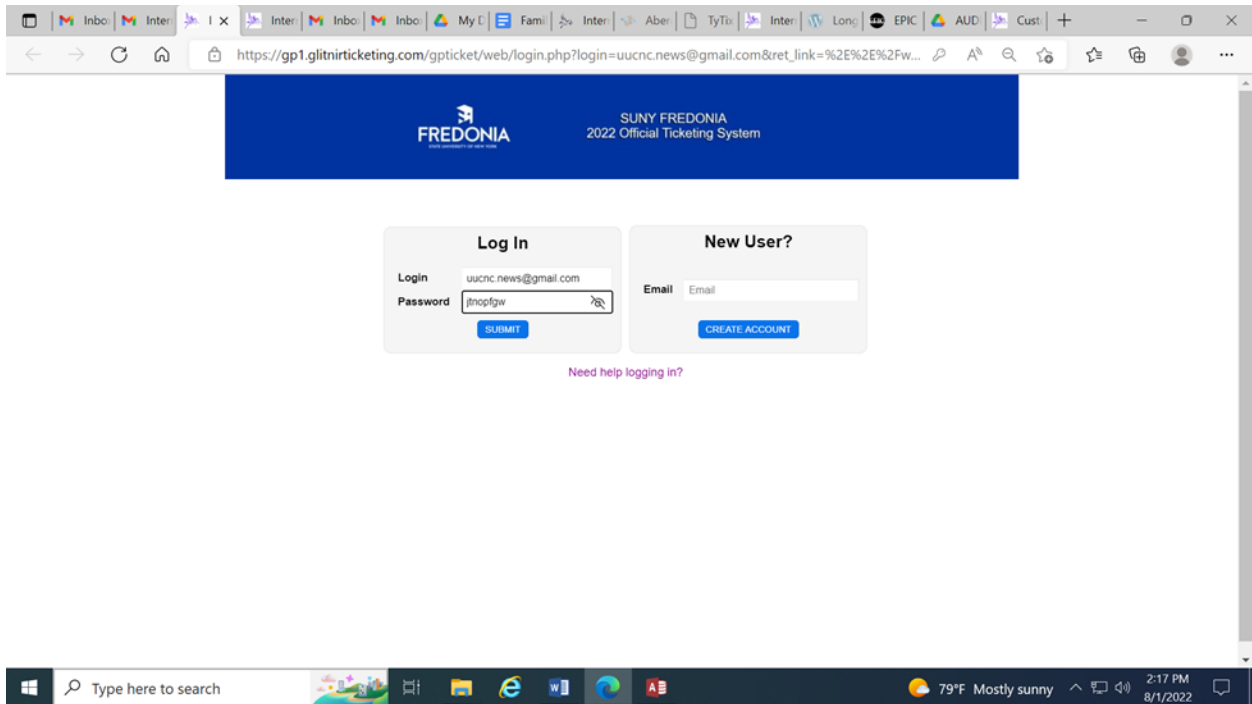 Inbo
Inter
I
Inter
Inbo
Inbo
My D
Famil
Inter
Aber
TyTix
Inter
Long
EPIC
AUD
Cust
https://gp1.glitnirticketing.com/gpticket/web/login.php?login=uucnc.news@gmail.com&ret_link=%2E%2E%2Fw...
FREDONIA
SUNY FREDONIA
2022 Official Ticketing System
Log In
Login uucnc.news@gmail.com
Password jtnopfgw
SUBMIT
New User?
Email Email
CREATE ACCOUNT
Need help logging in?
Type here to search
79°F Mostly sunny
2:17 PM
8/1/2022